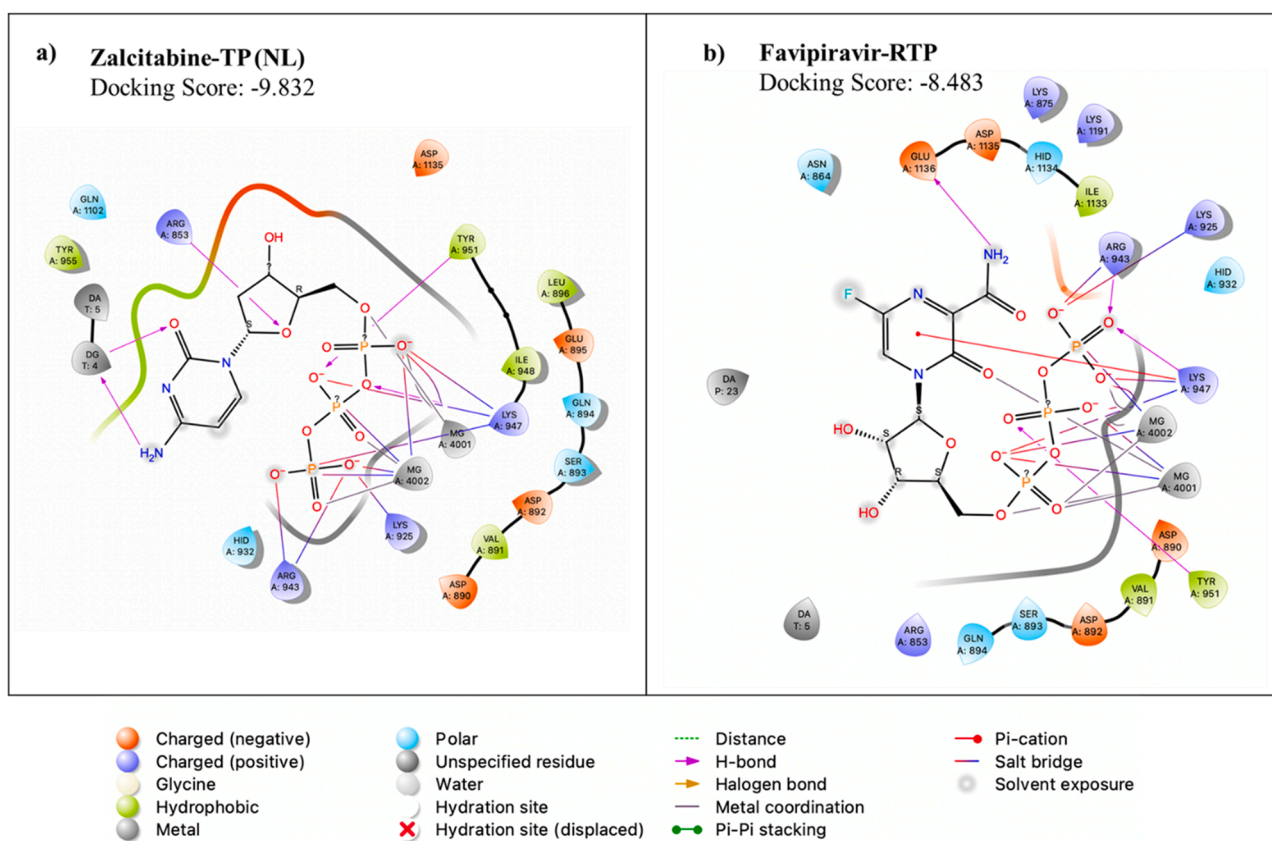 a) Zalcitabine-TP (NL)
Docking Score: -9.832
ASP
A: 1135
GLN
A: 1102
ARG
A: 853
TYR
A: 955
TYR
A: 951
OH
?
R
S
LEU
A: 896
DA
T: 5
O
O
O
?
P
O
O⁻
GLU
A: 895
DG
T: 4
N
N
O⁻
O
ILE
A: 948
P
?
GLN
A: 894
LYS
A: 947
O
O
MG
A: 4001
H₂N
O⁻
P
O⁻
MG
A: 4002
SER
A: 893
O
ASP
A: 892
LYS
A: 925
HID
A: 932
VAL
A: 891
ARG
A: 943
ASP
A: 890
b) Favipiravir-RTP
Docking Score: -8.483
LYS
A: 875
LYS
A: 1191
ASP
A: 1135
GLU
A: 1136
HID
A: 1134
ASN
A: 864
ILE
A: 1133
LYS
A: 925
ARG
A: 943
NH₂
HID
A: 932
F
N
O
O⁻
O
P
N
O
O
O⁻
LYS
A: 947
DA
P: 23
S
O
P
?
O⁻
MG
A: 4002
HO
S
O
O⁻
O
R
S
P
?
MG
A: 4001
HO
O
O
ASP
A: 890
VAL
A: 891
TYR
A: 951
DA
T: 5
ARG
A: 853
GLN
A: 894
SER
A: 893
ASP
A: 892
Charged (negative)
Charged (positive)
Glycine
Hydrophobic
Metal
Polar
Unspecified residue
Water
Hydration site
Hydration site (displaced)
Distance
H-bond
Halogen bond
Metal coordination
Pi-Pi stacking
Pi-cation
Salt bridge
Solvent exposure